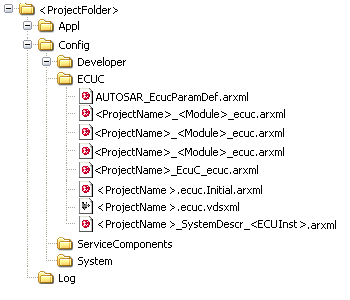 <ProjectFolder>
Appl
Config
Developer
ECUC
AUTOSAR_EcucParamDef.arxml
<ProjectName>_<Module>_ecuc.arxml
<ProjectName>_<Module>_ecuc.arxml
<ProjectName>_<Module>_ecuc.arxml
<ProjectName>_EcuC_ecuc.arxml
<ProjectName>.ecuc.Initial.arxml
<ProjectName>.ecuc.vdsxml
<ProjectName>_SystemDescr_<ECUInst>.arxml
ServiceComponents
System
Log